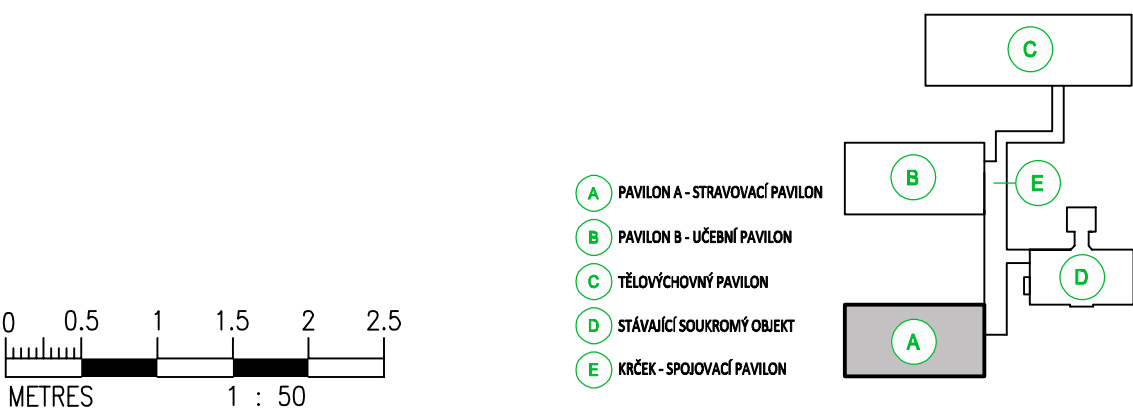 0 0.5 1 1.5 2 2.5
METRES 1 : 50
A PAVILON A - STRAVOVACÍ PAVILON
B PAVILON B - UČEBNÍ PAVILON
C TĚLOVÝCHOVNÝ PAVILON
D STÁVAJÍCÍ SOUKROMÝ OBJEKT
E KRČEK - SPOJOVACÍ PAVILON
C
B
E
D
A